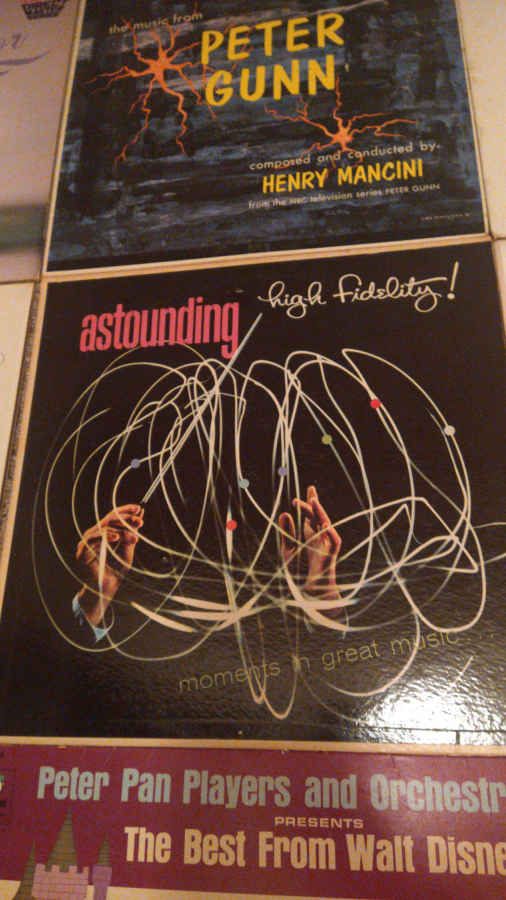 the music from
PETER
GUNN
composed and conducted by
HENRY MANCINI
from the NBC television series PETER GUNN
astounding high fidelity!
moments in great music...
Peter Pan Players and Orchestr
PRESENTS
The Best From Walt Disne